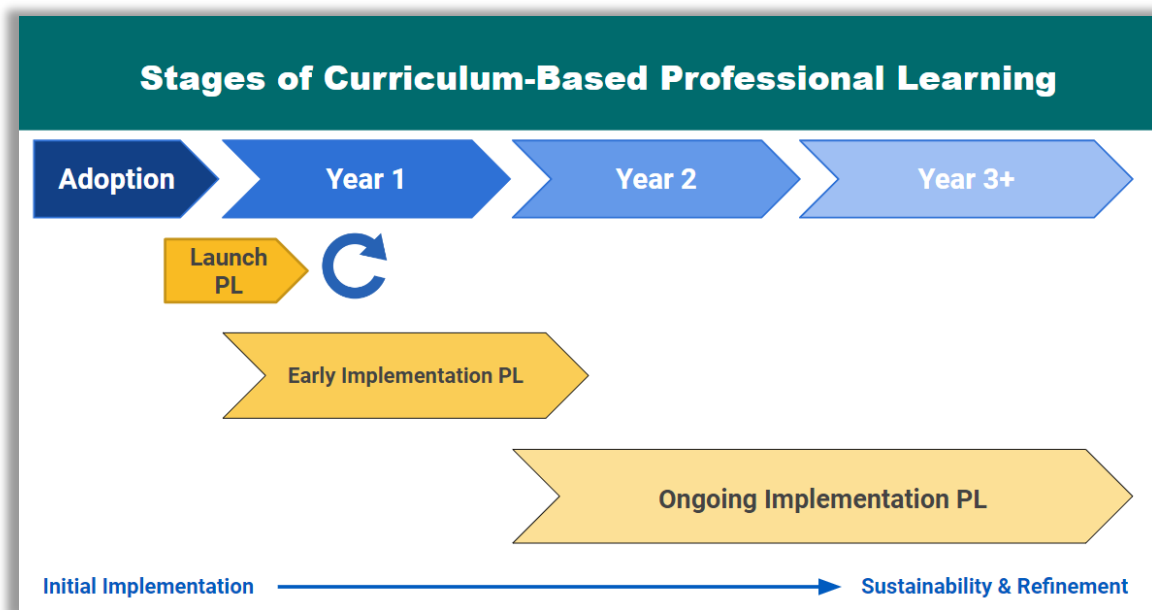 Stages of Curriculum-Based Professional Learning
Adoption
Year 1
Year 2
Year 3+
Launch
PL
Early Implementation PL
Ongoing Implementation PL
Initial Implementation
Sustainability & Refinement